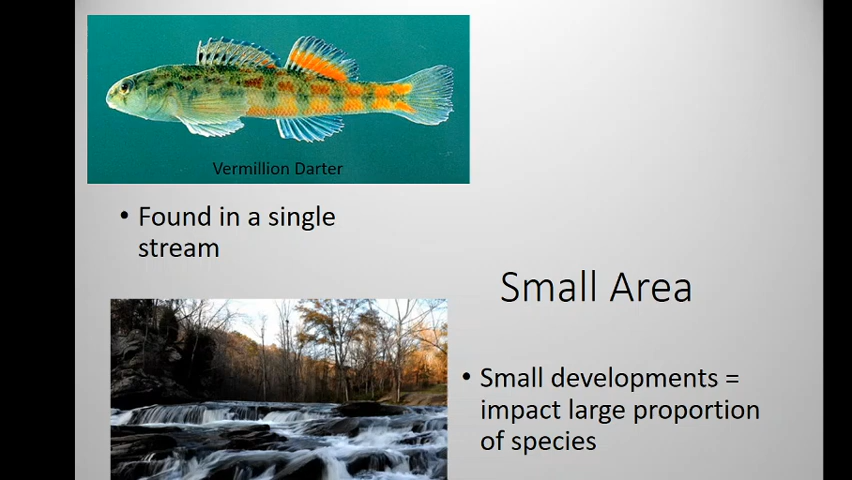 Vermillion Darter
• Found in a single
stream
Small Area
• Small developments =
impact large proportion
of species